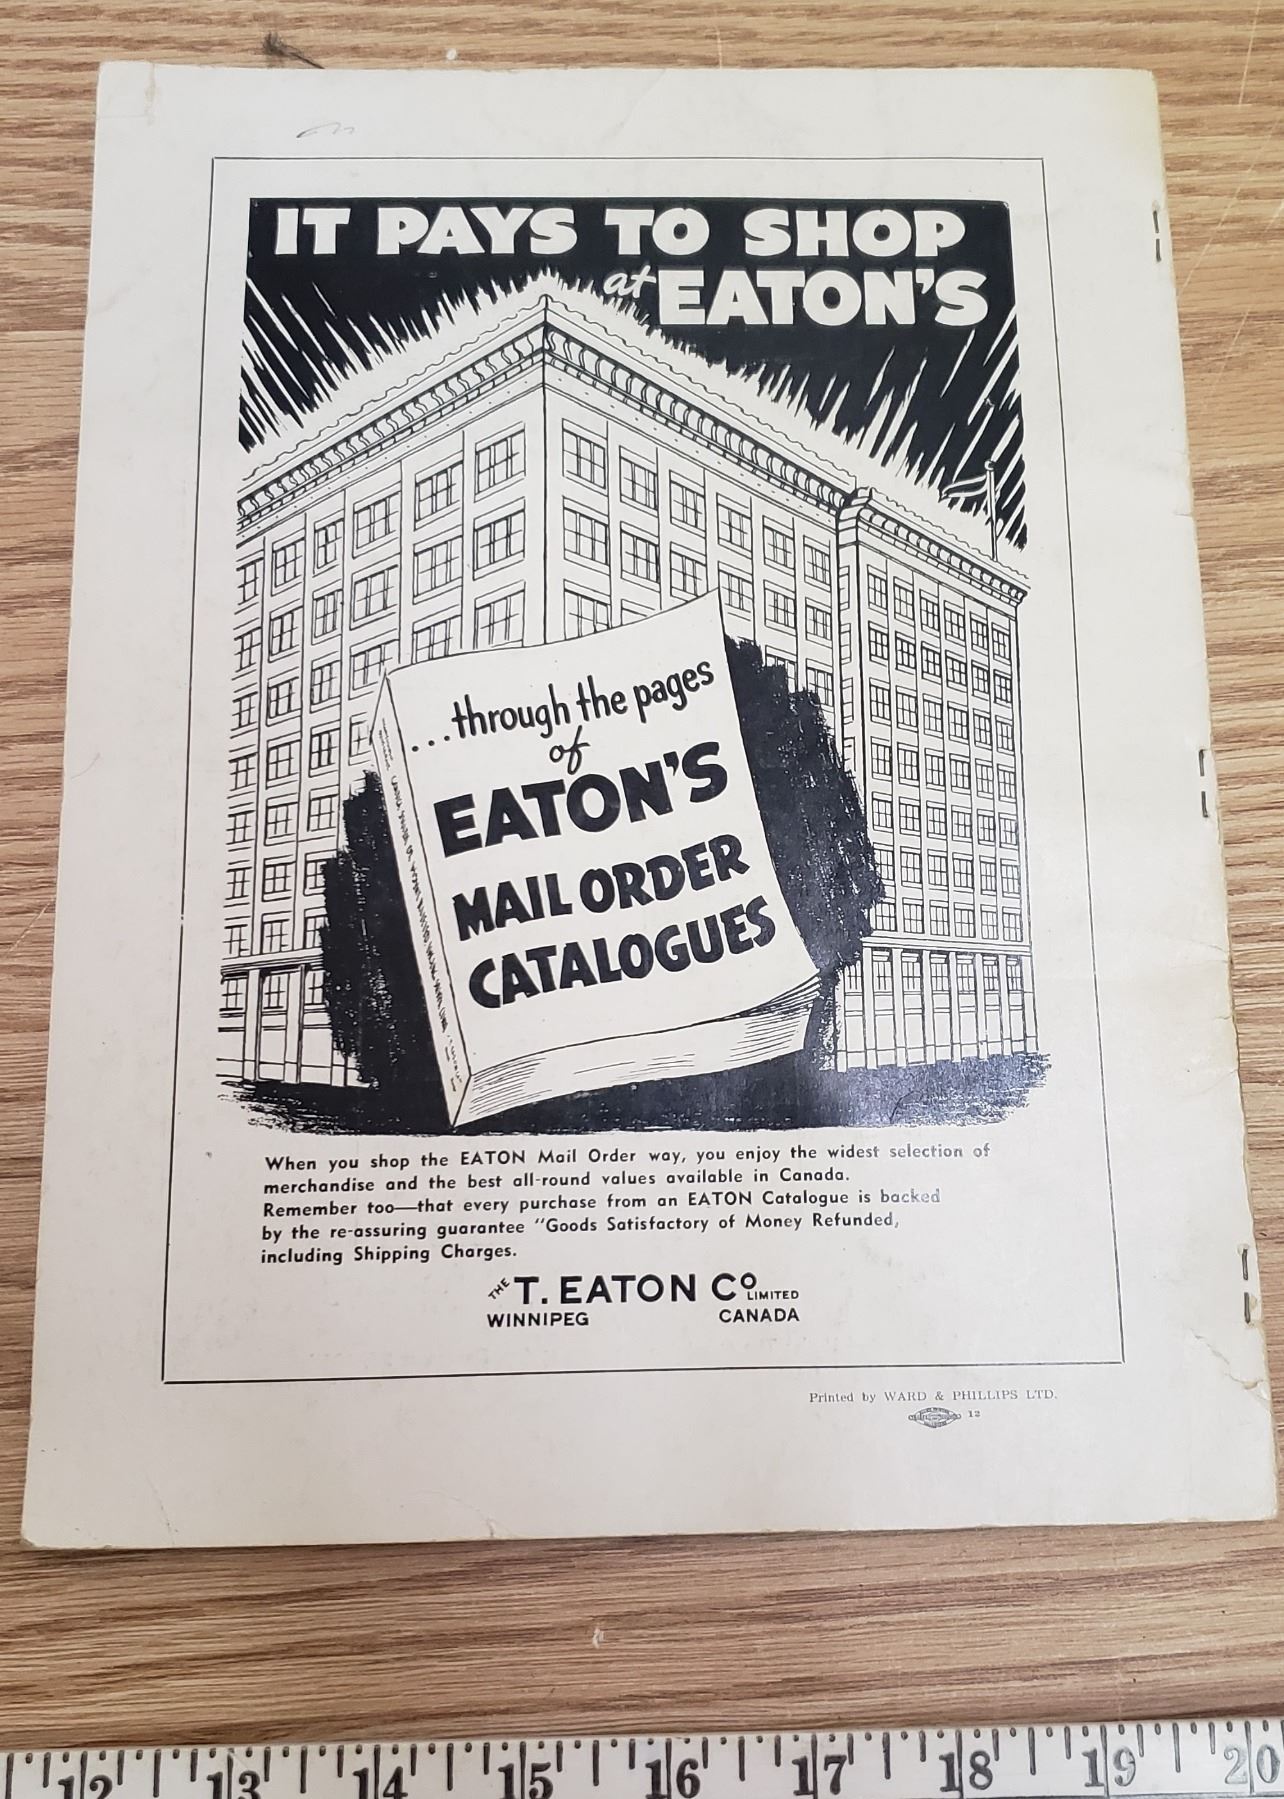 IT PAYS TO SHOP
at EATON'S
...through the pages
of
EATON'S
MAIL ORDER
CATALOGUES
When you shop the EATON Mail Order way, you enjoy the widest selection of
merchandise and the best all-round values available in Canada.
Remember too—that every purchase from an EATON Catalogue is backed
by the re-assuring guarantee "Goods Satisfactory of Money Refunded,
including Shipping Charges.
THE T. EATON CO LIMITED
WINNIPEG CANADA
Printed by WARD & PHILLIPS LTD.
12
12 13 14 15 16 17 18 19 20